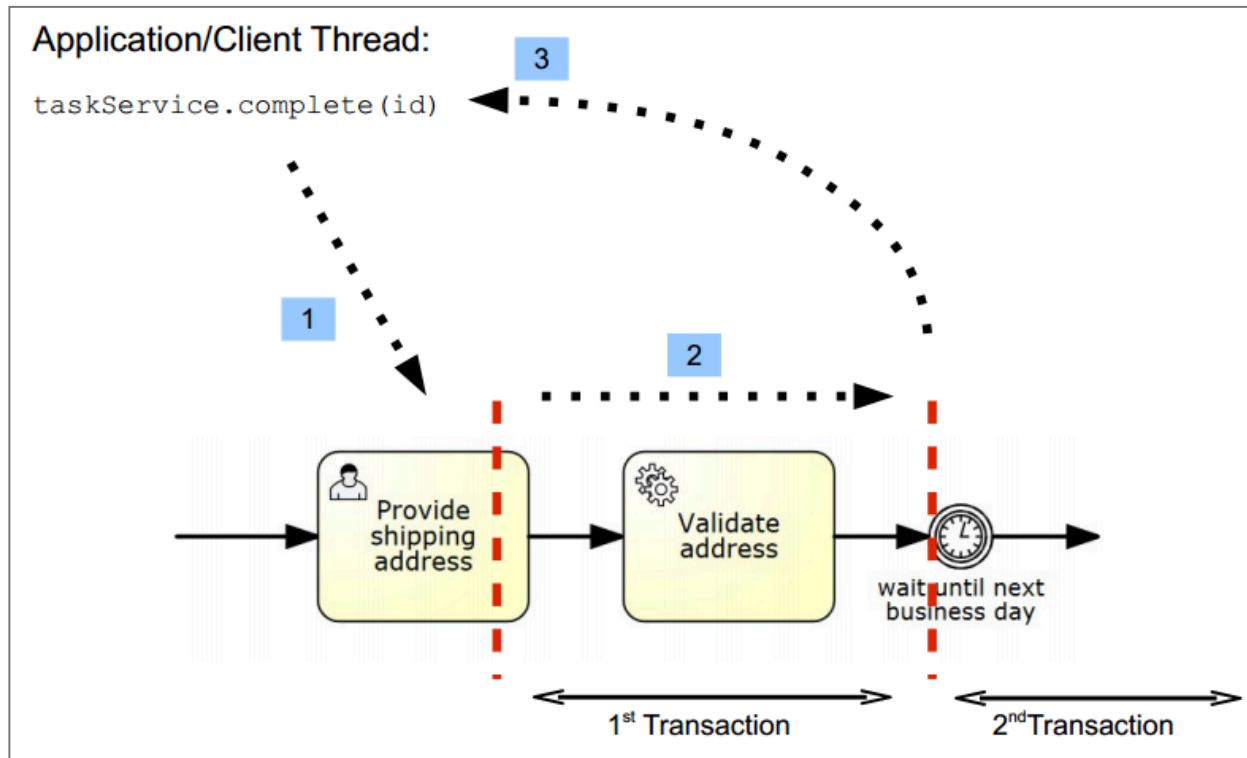 Application/Client Thread:
3
taskService.complete(id)
1
2
Provide
shipping
address
Validate
address
wait until next
business day
1st Transaction
2ndTransaction